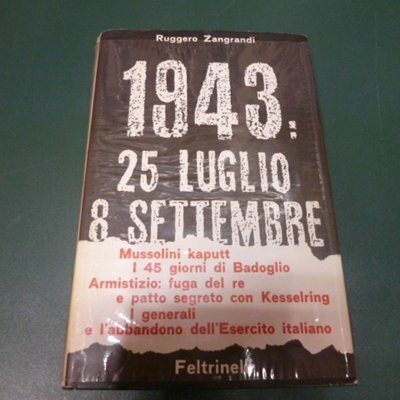 Ruggero Zangrandi
1943:
25 LUGLIO
8 SETTEMBRE
Mussolini kaputt
I 45 giorni di Badoglio
Armistizio: fuga del re
e patto segreto con Kesselring
I generali
e l'abbandono dell'Esercito italiano
Feltrinelli